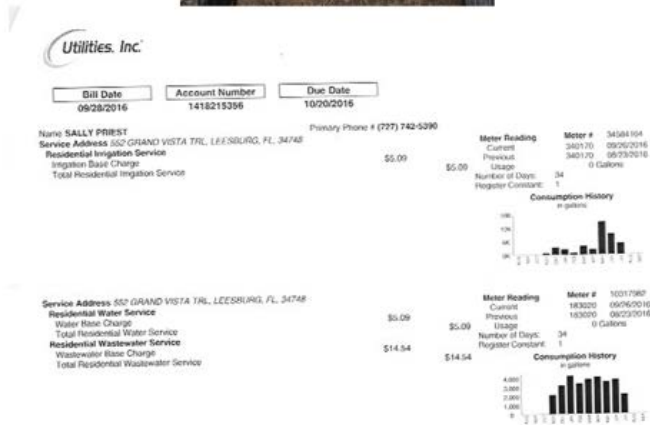 Utilities, Inc.
Bill Date Account Number Due Date
09/28/2016 1418215356 10/20/2016
Name SALLY PRIEST Primary Phone # (727) 742-5390
Service Address 552 GRAND VISTA TRL, LEESBURG, FL, 34748
Residential Irrigation Service
Irrigation Base Charge $5.09
Total Residential Irrigation Service $5.09
Meter Reading Meter # 34584164
Current 340170 09/26/2016
Previous 340170 08/23/2016
Usage 0 Gallons
Number of Days: 34
Register Constant: 1
Consumption History
in gallons
18K
12K
6K
0K
Service Address 552 GRAND VISTA TRL, LEESBURG, FL, 34748
Residential Water Service
Water Base Charge $5.09
Total Residential Water Service $5.09
Residential Wastewater Service
Wastewater Base Charge $14.54
Total Residential Wastewater Service $14.54
Meter Reading Meter #
Current 183020 09/26/2016
Previous 183020 08/23/2016
Usage 0 Gallons
Number of Days: 34
Register Constant: 1
Consumption History
in gallons
4,000
3,000
2,000
1,000
0